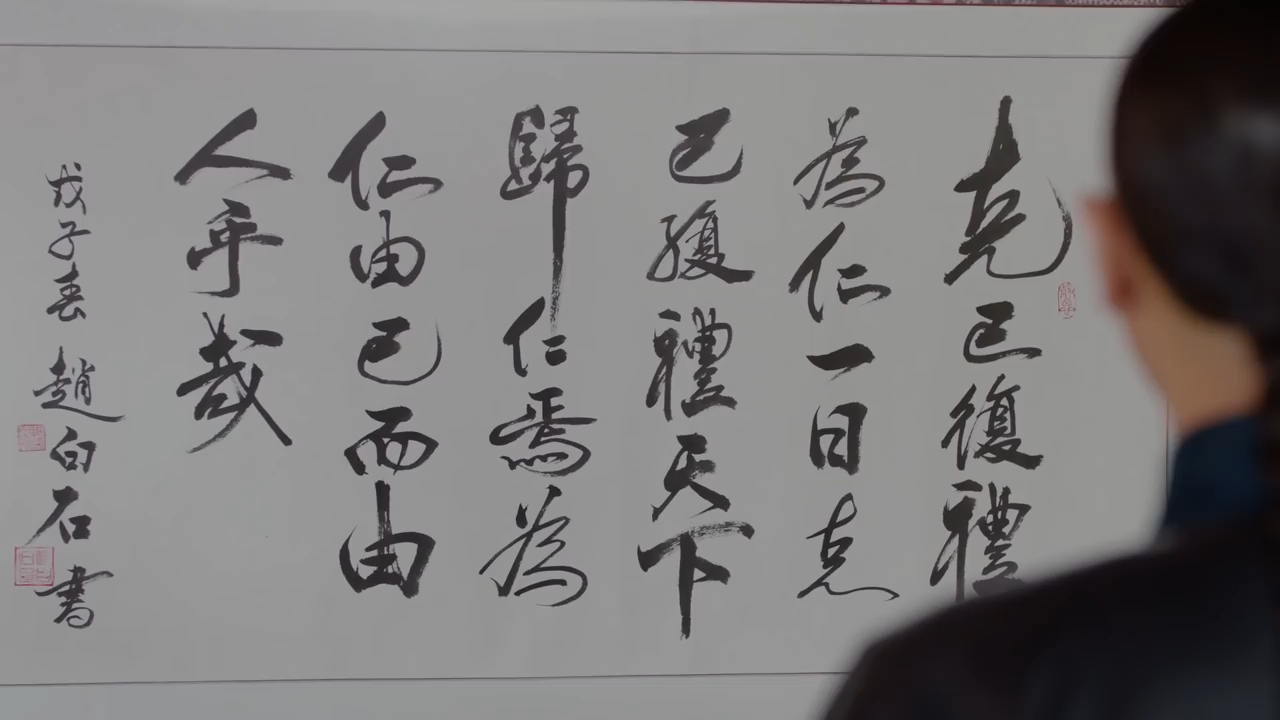 克己復禮
為仁一日克
己復禮天下
歸仁焉為
仁由己而由
人乎哉
戊子春 趙白石書